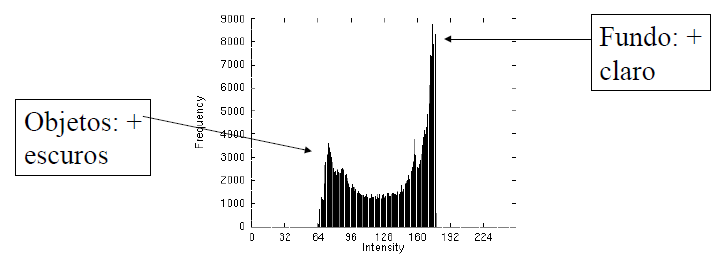 9000
8000
7000
6000
5000
4000
3000
2000
1000
0
Frequency
0 32 64 96 128 160 192 224
Intensity
Fundo: +
claro
Objetos: +
escuros